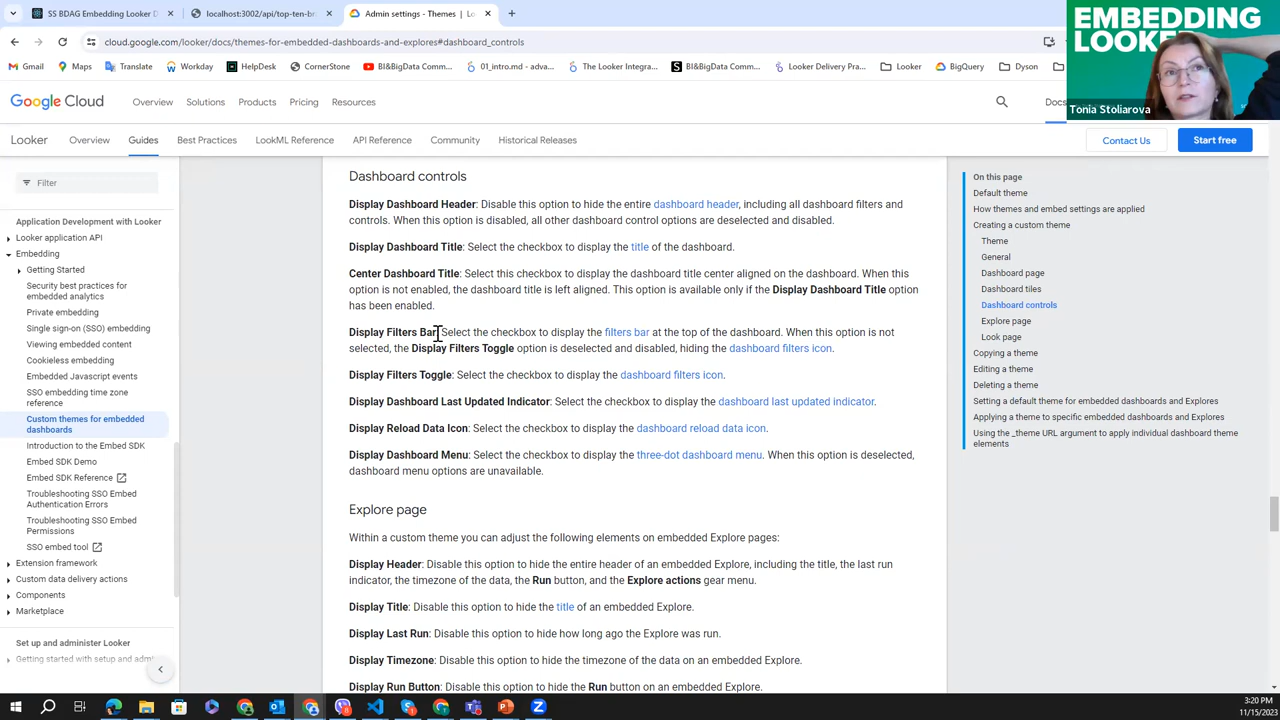 SS BDAG Embedding Looker D
localhost:3002/api/top-ten-br
Admin settings - Themes | Lo
cloud.google.com/looker/docs/themes-for-embedded-dashboards-and-explores#dashboard_controls
Gmail
Maps
Translate
Workday
HelpDesk
CornerStone
BI&BigData Comm...
01_intro.md - adva...
The Looker Integra...
BI&BigData Comm...
Looker Delivery Pra...
Looker
BigQuery
Dyson
EMBEDDING
LOOKER
Tonia Stoliarova
Google Cloud
Overview
Solutions
Products
Pricing
Resources
Docs
Looker
Overview
Guides
Best Practices
LookML Reference
API Reference
Community
Historical Releases
Contact Us
Start free
Filter
Application Development with Looker
Looker application API
Embedding
Getting Started
Security best practices for
embedded analytics
Private embedding
Single sign-on (SSO) embedding
Viewing embedded content
Cookieless embedding
Embedded Javascript events
SSO embedding time zone
reference
Custom themes for embedded
dashboards
Introduction to the Embed SDK
Embed SDK Demo
Embed SDK Reference
Troubleshooting SSO Embed
Authentication Errors
Troubleshooting SSO Embed
Permissions
SSO embed tool
Extension framework
Custom data delivery actions
Components
Marketplace
Set up and administer Looker
Getting started with setup and admi
Dashboard controls
Display Dashboard Header: Disable this option to hide the entire dashboard header, including all dashboard filters and
controls. When this option is disabled, all other dashboard control options are deselected and disabled.
Display Dashboard Title: Select the checkbox to display the title of the dashboard.
Center Dashboard Title: Select this checkbox to display the dashboard title center aligned on the dashboard. When this
option is not enabled, the dashboard title is left aligned. This option is available only if the Display Dashboard Title option
has been enabled.
Display Filters Bar: Select the checkbox to display the filters bar at the top of the dashboard. When this option is not
selected, the Display Filters Toggle option is deselected and disabled, hiding the dashboard filters icon.
Display Filters Toggle: Select the checkbox to display the dashboard filters icon.
Display Dashboard Last Updated Indicator: Select the checkbox to display the dashboard last updated indicator.
Display Reload Data Icon: Select the checkbox to display the dashboard reload data icon.
Display Dashboard Menu: Select the checkbox to display the three-dot dashboard menu. When this option is deselected,
dashboard menu options are unavailable.
Explore page
Within a custom theme you can adjust the following elements on embedded Explore pages:
Display Header: Disable this option to hide the entire header of an embedded Explore, including the title, the last run
indicator, the timezone of the data, the Run button, and the Explore actions gear menu.
Display Title: Disable this option to hide the title of an embedded Explore.
Display Last Run: Disable this option to hide how long ago the Explore was run.
Display Timezone: Disable this option to hide the timezone of the data on an embedded Explore.
Display Run Button: Disable this option to hide the Run button on an embedded Explore.
On this page
Default theme
How themes and embed settings are applied
Creating a custom theme
Theme
General
Dashboard page
Dashboard tiles
Dashboard controls
Explore page
Look page
Copying a theme
Editing a theme
Deleting a theme
Setting a default theme for embedded dashboards and Explores
Applying a theme to specific embedded dashboards and Explores
Using the _theme URL argument to apply individual dashboard theme
elements
3:20 PM
11/15/2023